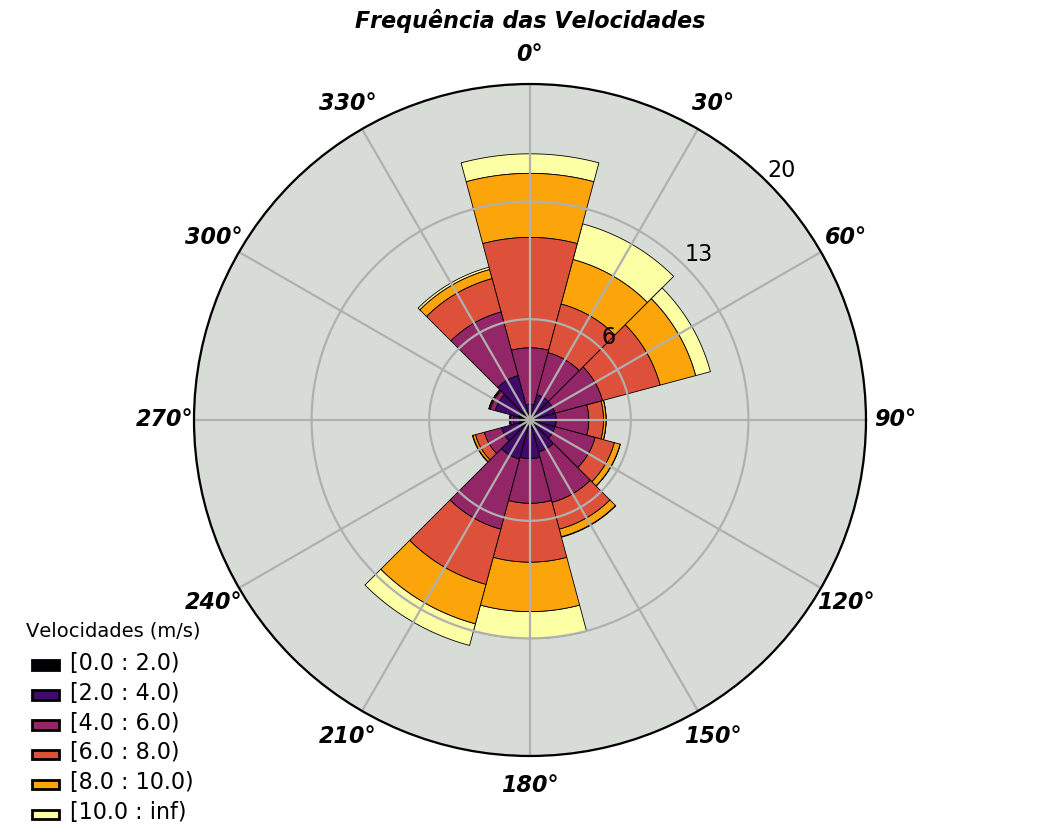 Frequência das Velocidades
0°
330°
30°
20
300°
60°
13
6
270°
90°
240°
120°
210°
150°
180°
Velocidades (m/s)
[0.0 : 2.0)
[2.0 : 4.0)
[4.0 : 6.0)
[6.0 : 8.0)
[8.0 : 10.0)
[10.0 : inf)